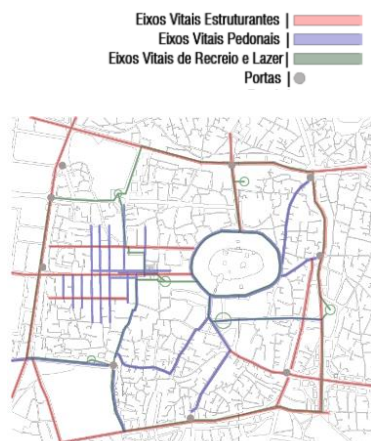 Eixos Vitais Estruturantes |
Eixos Vitais Pedonais |
Eixos Vitais de Recreio e Lazer |
Portas |